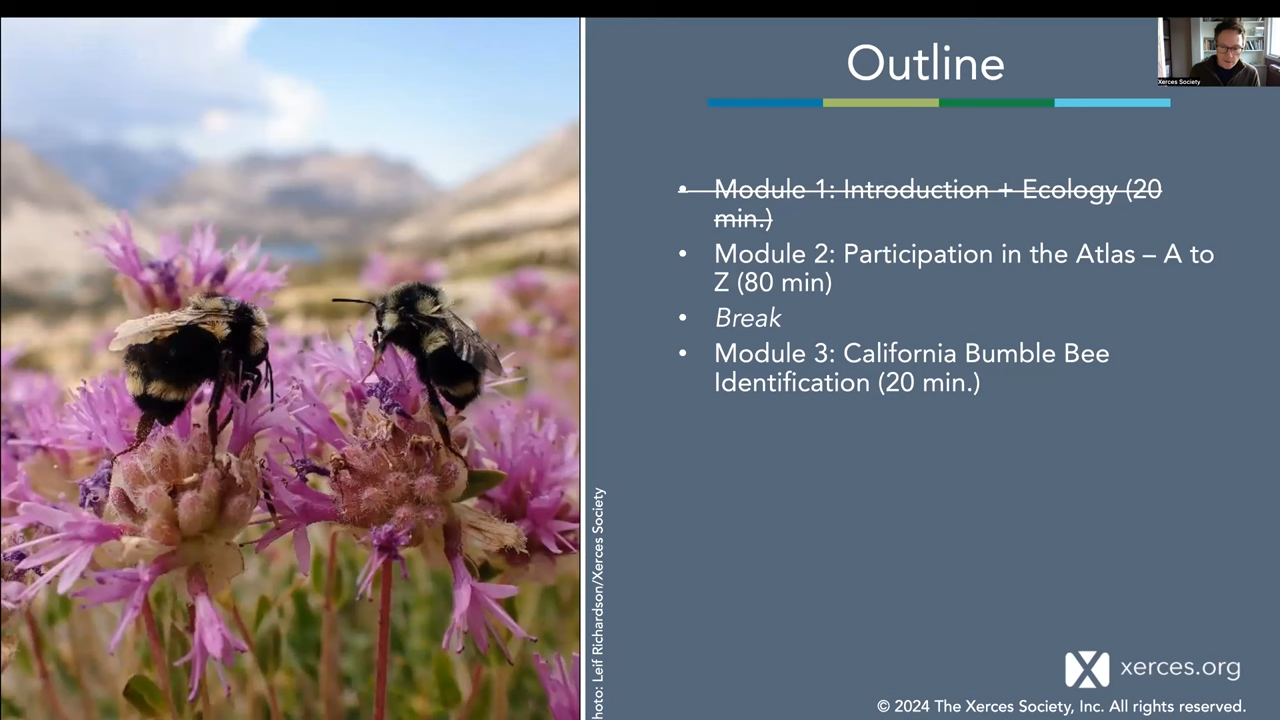 Outline
Xerces Society
• Module 1: Introduction + Ecology (20
min.)
• Module 2: Participation in the Atlas – A to
Z (80 min)
• Break
• Module 3: California Bumble Bee
Identification (20 min.)
hoto: Leif Richardson/Xerces Society
xerces.org
© 2024 The Xerces Society, Inc. All rights reserved.